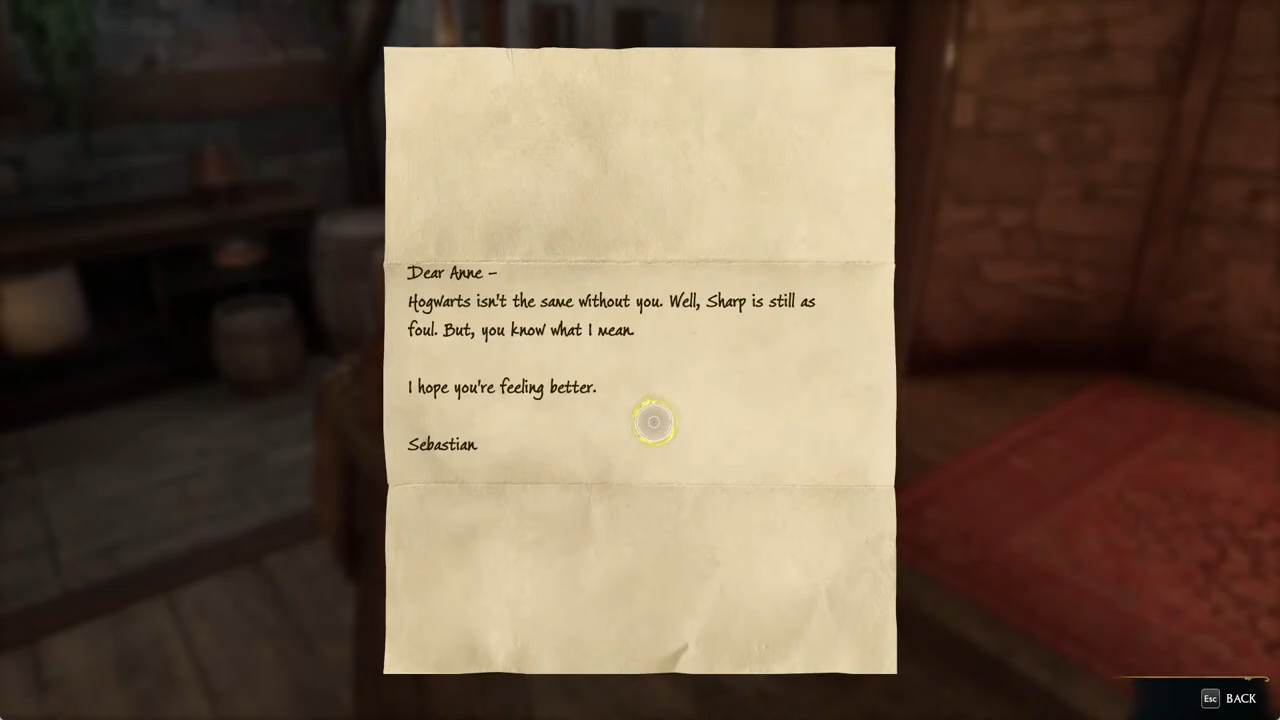 Dear Anne –
Hogwarts isn't the same without you. Well, Sharp is still as
foul. But, you know what I mean.
I hope you're feeling better.
Sebastian
Esc BACK